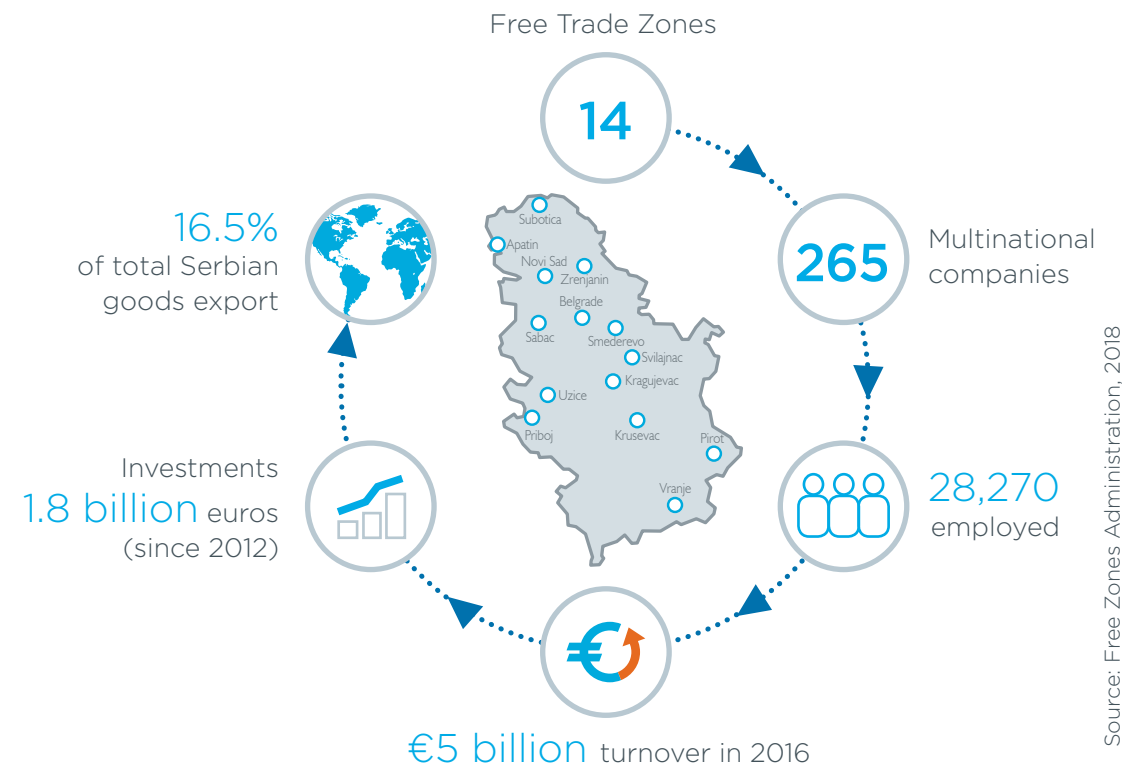 Free Trade Zones
14
265
Multinational
companies
28,270
employed
€5 billion turnover in 2016
Investments
1.8 billion euros
(since 2012)
16.5%
of total Serbian
goods export
Subotica
Apatin
Novi Sad
Zrenjanin
Belgrade
Sabac
Smederevo
Svilajnac
Kragujevac
Uzice
Priboj
Krusevac
Pirot
Vranje
Source: Free Zones Administration, 2018